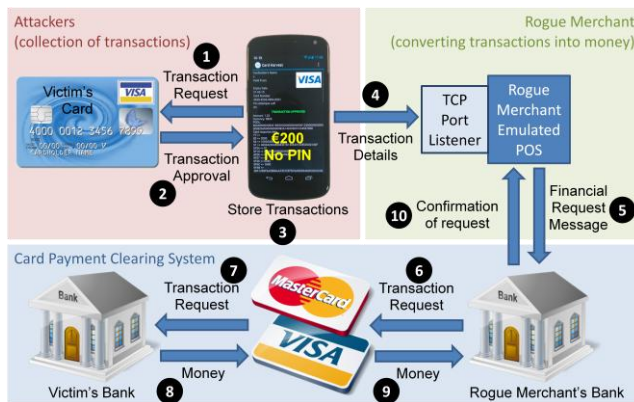 Attackers
(collection of transactions)
Rogue Merchant
(converting transactions into money)
1
Transaction
Request
Victim's
Card
VISA
4000 0012 3456 7899
CARDHOLDER NAME
Transaction
Approval
2
VISA
€200
No PIN
Store Transactions
3
4
Transaction
Details
TCP
Port
Listener
Rogue
Merchant
Emulated
POS
10
Confirmation
of request
Financial
Request
Message
5
Card Payment Clearing System
7
Transaction
Request
MasterCard
VISA
6
Transaction
Request
Bank
Bank
Money
8
Money
9
Victim's Bank
Rogue Merchant's Bank